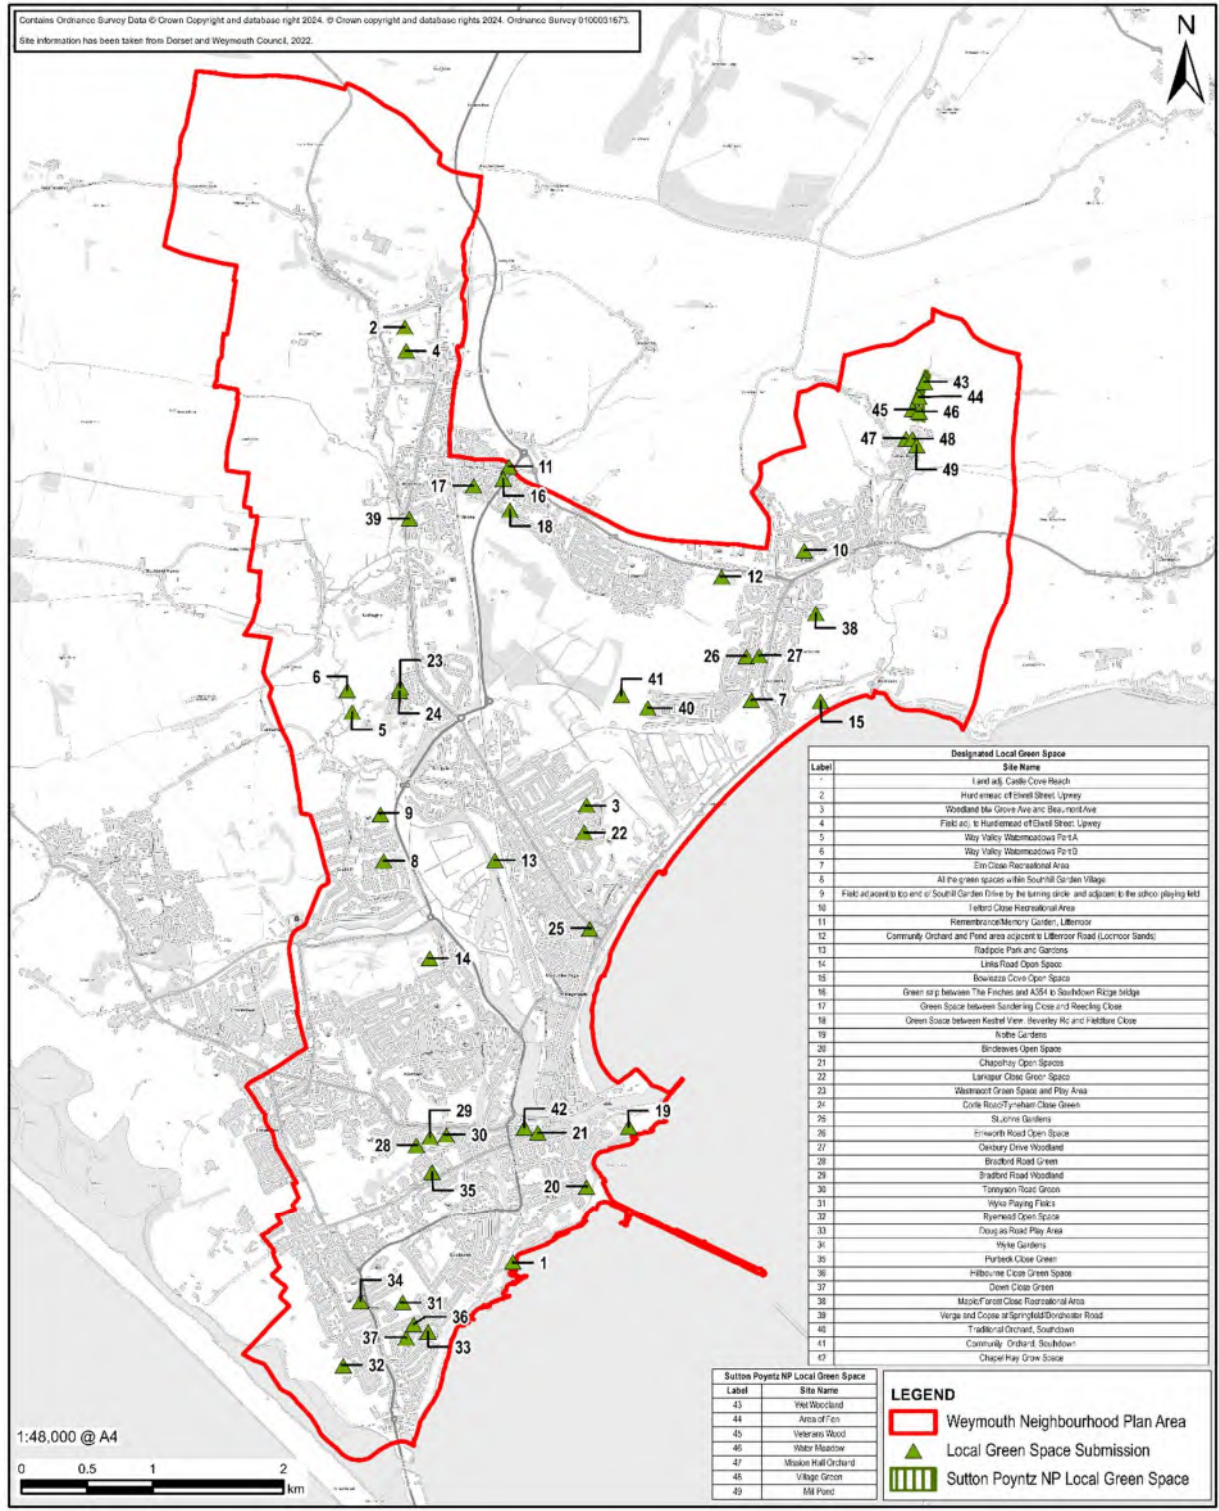 Contains Ordnance Survey Data © Crown Copyright and database right 2024. © Crown copyright and database rights 2024. Ordnance Survey 0100031673.
Site information has been taken from Dorset and Weymouth Council, 2022.
N
2
4
43
44
45
46
47
48
49
11
17
16
18
39
10
12
38
26
27
23
6
41
24
5
40
7
15
3
9
22
8
13
25
14
29
42
19
28
30
21
35
20
1
34
31
36
37
33
32
Designated Local Green Space
Label Site Name
1 Land adj. Castle Cove Beach
2 Hurdlemead off Elwell Street, Upwey
3 Woodland btw Grove Ave and Beaumont Ave
4 Field adj. to Hurdlemead off Elwell Street, Upwey
5 Wey Valley Watermeadows Part A
6 Wey Valley Watermeadows Part B
7 Elm Close Recreational Area
8 All the green spaces within Southill Garden Village
9 Field adjacent to top end of Southill Garden Drive by the turning circle and adjacent to the school playing field
10 Telford Close Recreational Area
11 Remembrance/Memory Garden, Littlemoor
12 Community Orchard and Pond area adjacent to Littlemoor Road (Lodmoor Sands)
13 Radipole Park and Gardens
14 Links Road Open Space
15 Bowleaze Cove Open Space
16 Green strip between The Finches and A354 to Southdown Ridge bridge
17 Green Space between Sanderling Close and Reedling Close
18 Green Space between Kestrel View, Beverley Rd and Fieldfare Close
19 Nothe Gardens
20 Bincleaves Open Space
21 Chapelhay Open Spaces
22 Larkspur Close Green Space
23 Westmacott Green Space and Play Area
24 Corfe Road/Tyneham Close Green
25 St Johns Gardens
26 Enkworth Road Open Space
27 Oakbury Drive Woodland
28 Bradford Road Green
29 Bradford Road Woodland
30 Tennyson Road Green
31 Wyke Playing Fields
32 Ryemead Open Space
33 Douglas Road Play Area
34 Wyke Gardens
35 Purbeck Close Green
36 Hillbourne Close Green Space
37 Down Close Green
38 Maple/Forest Close Recreational Area
39 Verge and Copse at Springfield/Dorchester Road
40 Traditional Orchard, Southdown
41 Community Orchard, Southdown
42 Chapel Hay Grow Space
Sutton Poyntz NP Local Green Space
Label Site Name
43 Wet Woodland
44 Area of Fen
45 Veterans Wood
46 Water Meadow
47 Mission Hall Orchard
48 Village Green
49 Mill Pond
LEGEND
Weymouth Neighbourhood Plan Area
Local Green Space Submission
Sutton Poyntz NP Local Green Space
1:48,000 @ A4
0 0.5 1 2
km